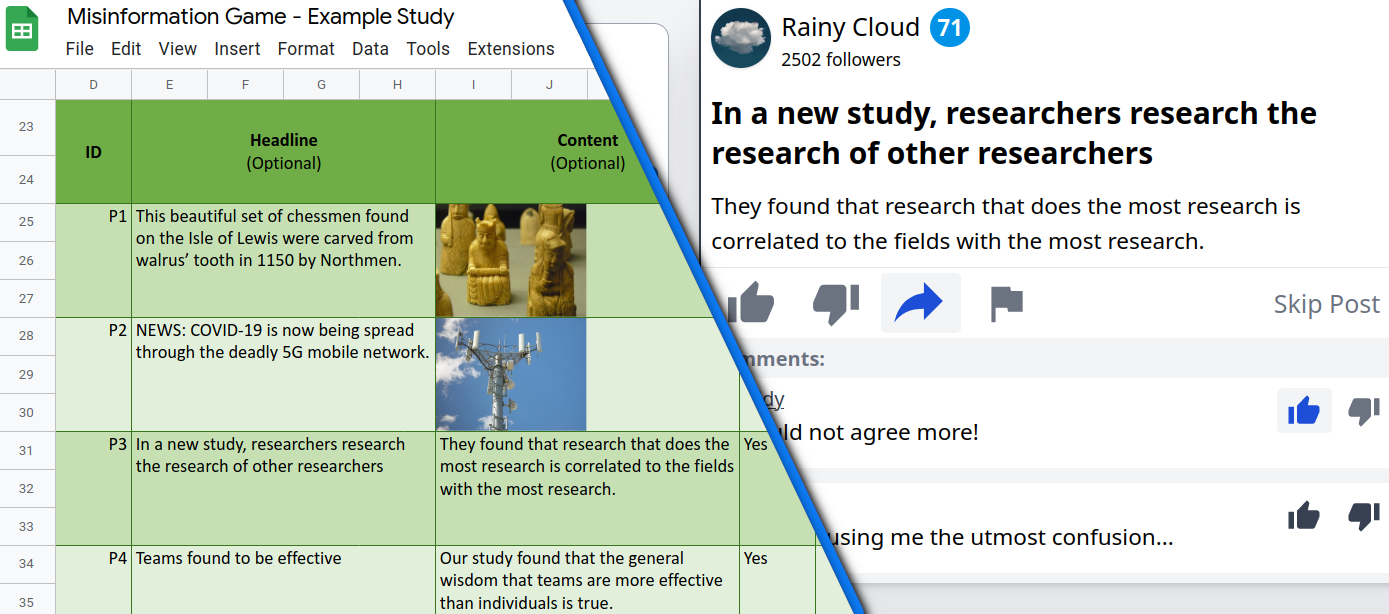 Misinformation Game - Example Study
File Edit View Insert Format Data Tools Extensions
D E F G H I J
23
24
ID
Headline
(Optional)
Content
(Optional)
25
26
27
P1
This beautiful set of chessmen found
on the Isle of Lewis were carved from
walrus’ tooth in 1150 by Northmen.
28
29
30
P2
NEWS: COVID-19 is now being spread
through the deadly 5G mobile network.
31
32
33
P3
In a new study, researchers research
the research of other researchers
They found that research that does the
most research is correlated to the fields
with the most research.
Yes
34
35
P4
Teams found to be effective
Our study found that the general
wisdom that teams are more effective
than individuals is true.
Yes
Rainy Cloud 71
2502 followers
In a new study, researchers research the
research of other researchers
They found that research that does the most research is
correlated to the fields with the most research.
Skip Post
mments:
dy
ld not agree more!
using me the utmost confusion...